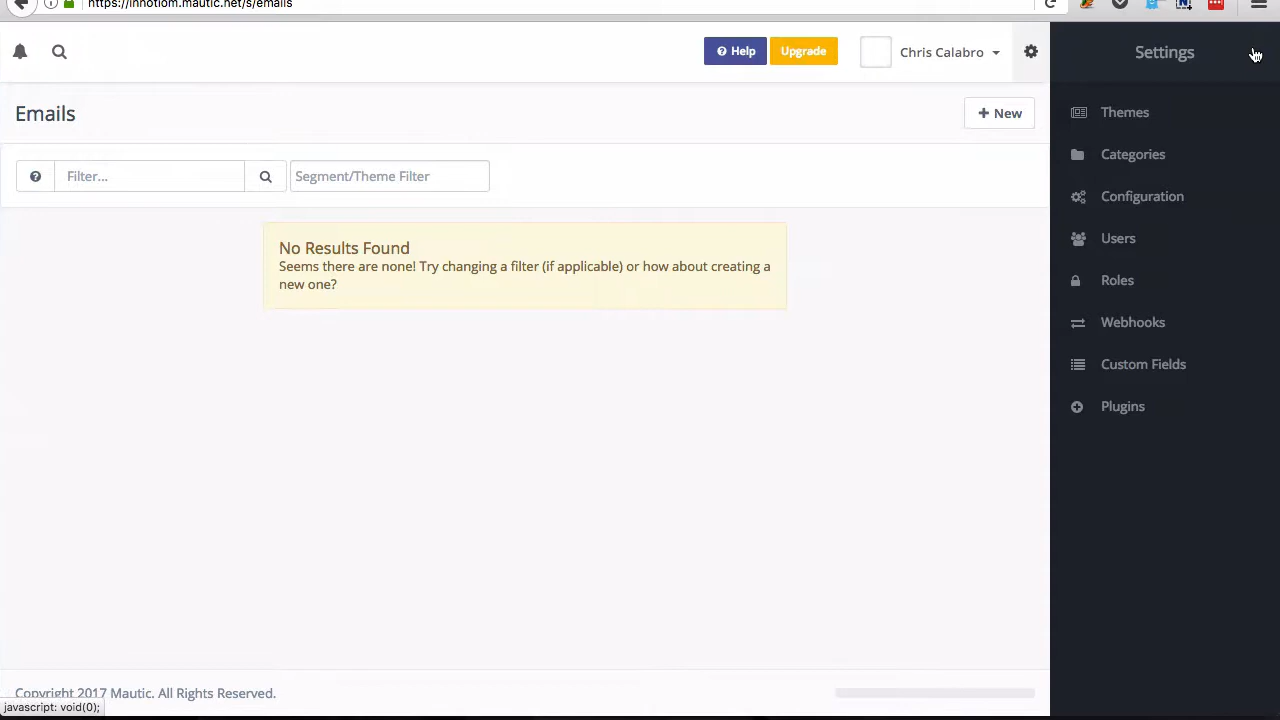 https://innotiom.mautic.net/s/emails
Help
Upgrade
Chris Calabro
Settings
Emails
New
Filter...
Segment/Theme Filter
No Results Found
Seems there are none! Try changing a filter (if applicable) or how about creating a
new one?
Themes
Categories
Configuration
Users
Roles
Webhooks
Custom Fields
Plugins
Copyright 2017 Mautic. All Rights Reserved.
javascript: void(0);